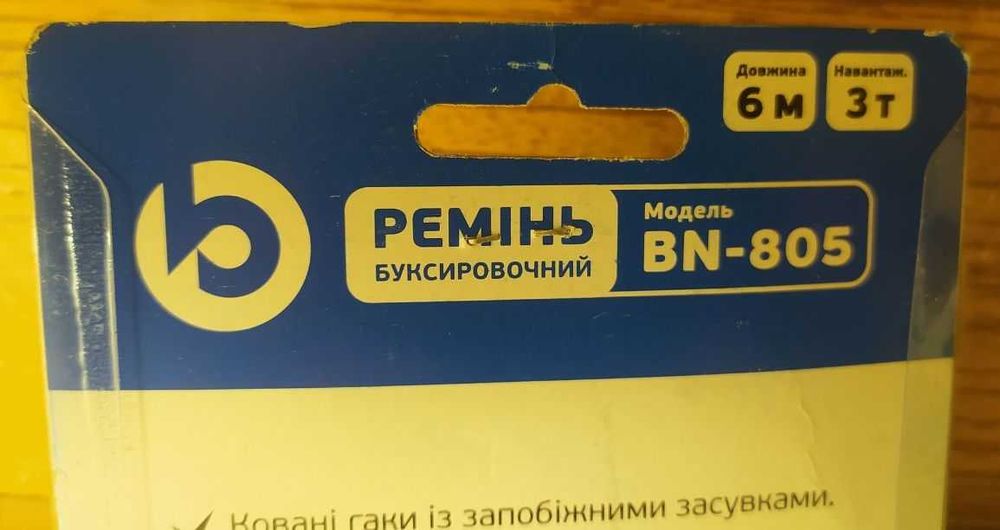 Довжина
6 м
Навантаж.
3 т
РЕМІНЬ
БУКСИРОВОЧНИЙ
Модель
BN-805
Ковані гаки із запобіжними засувками.